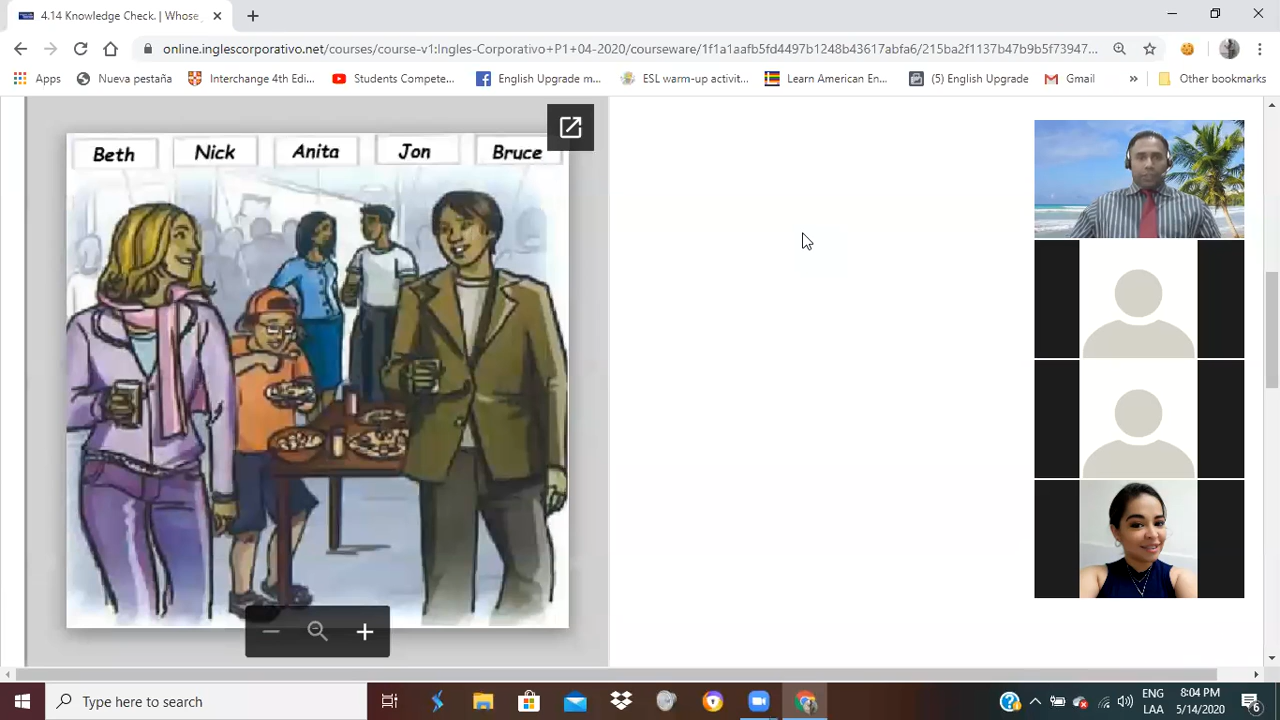 4.14 Knowledge Check. | Whose
online.inglescorporativo.net/courses/course-v1:Ingles-Corporativo+P1+04-2020/courseware/1f1a1aafb5fd4497b1248b43617abfa6/215ba2f1137b47b9b5f73947...
Apps Nueva pestaña Interchange 4th Edi... Students Compete... English Upgrade m... ESL warm-up activit... Learn American En... (5) English Upgrade Gmail » Other bookmarks
Beth Nick Anita Jon Bruce
Type here to search
ENG 8:04 PM
LAA 5/14/2020 6